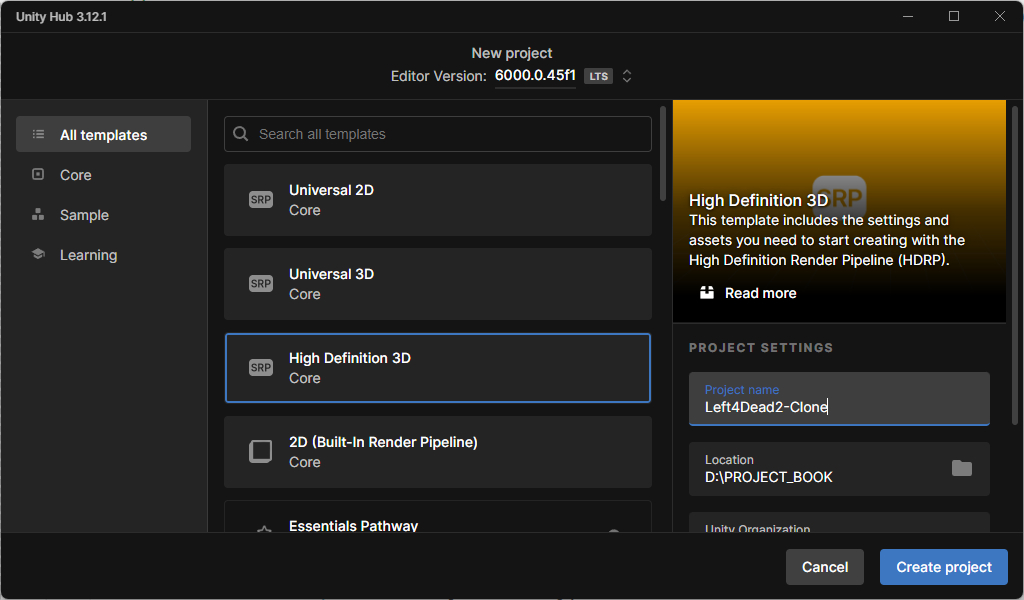 Unity Hub 3.12.1
New project
Editor Version: 6000.0.45f1 LTS
All templates
Core
Sample
Learning
Search all templates
SRP
Universal 2D
Core
SRP
Universal 3D
Core
SRP
High Definition 3D
Core
2D (Built-In Render Pipeline)
Core
Essentials Pathway
SRP
High Definition 3D
This template includes the settings and
assets you need to start creating with the
High Definition Render Pipeline (HDRP).
Read more
PROJECT SETTINGS
Project name
Left4Dead2-Clone
Location
D:\PROJECT_BOOK
Unity Organization
Cancel
Create project